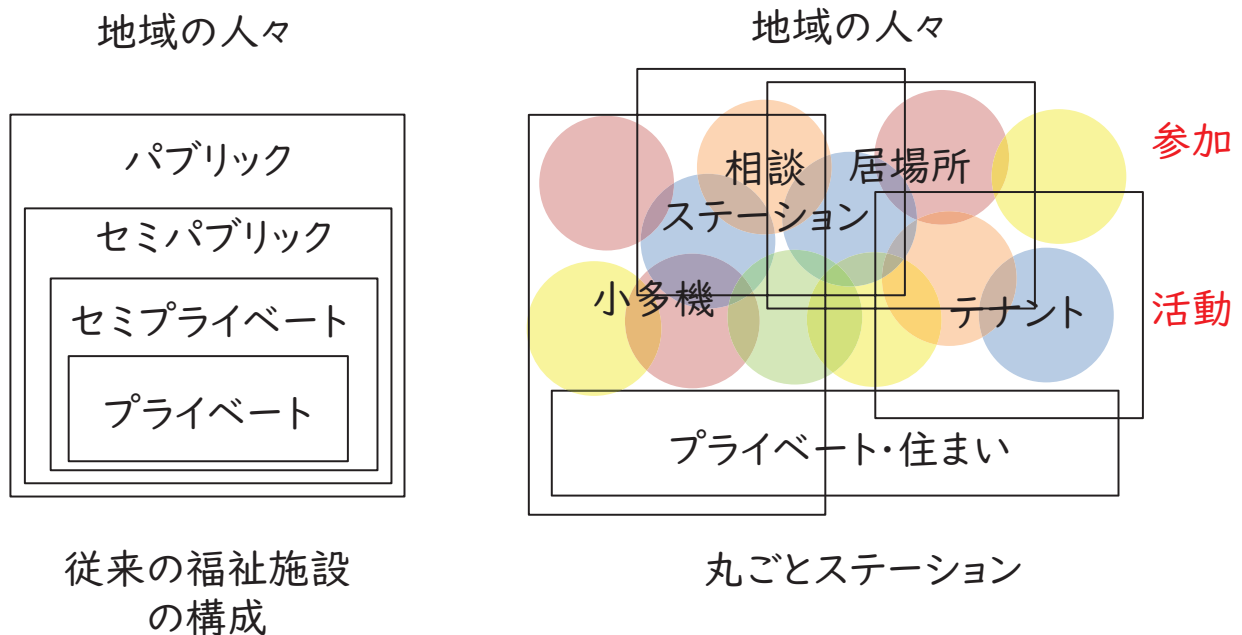 地域の人々
パブリック
セミパブリック
セミプライベート
プライベート
従来の福祉施設
の構成
地域の人々
参加
相談
居場所
ステーション
小多機
テナント
活動
プライベート・住まい
丸ごとステーション